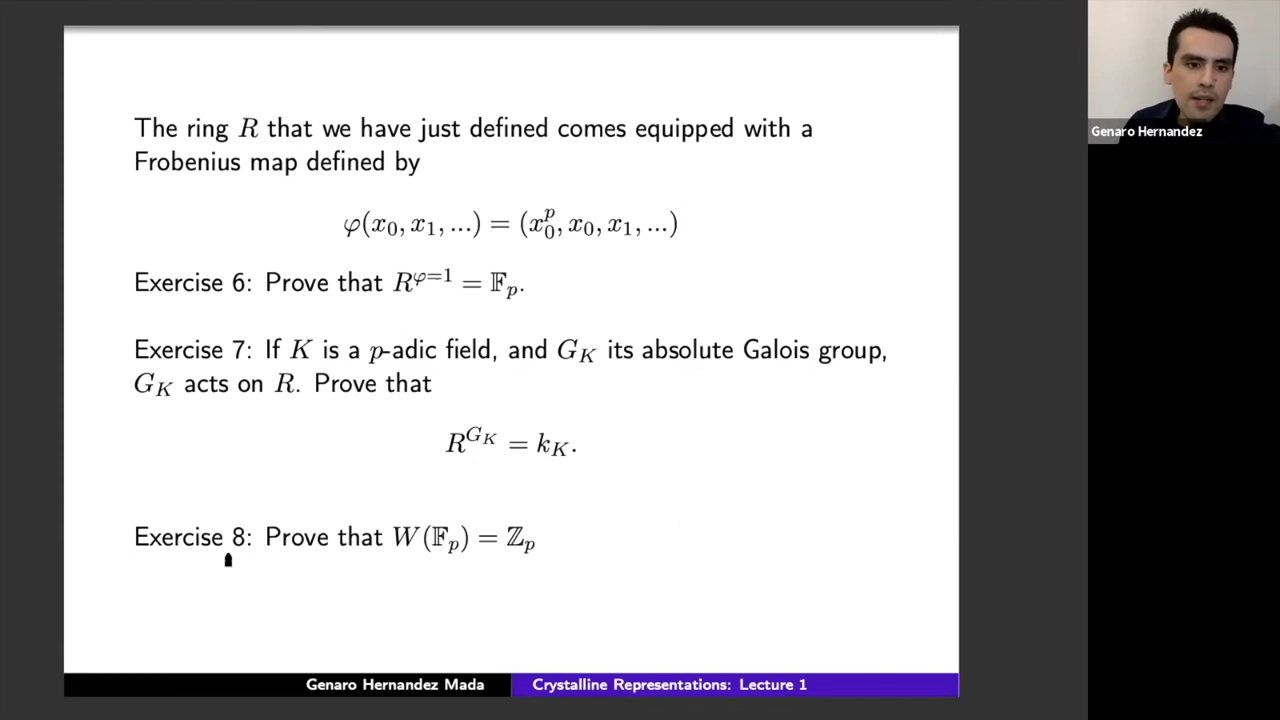 The ring R that we have just defined comes equipped with a
Frobenius map defined by
φ(x₀, x₁, ...) = (x₀ᵖ, x₀, x₁, ...)
Exercise 6: Prove that R^{φ=1} = 𝔽ₚ.
Exercise 7: If K is a p-adic field, and G_K its absolute Galois group,
G_K acts on R. Prove that
R^{G_K} = k_K.
Exercise 8: Prove that W(𝔽ₚ) = ℤₚ
Genaro Hernandez Mada
Crystalline Representations: Lecture 1
Genaro Hernandez